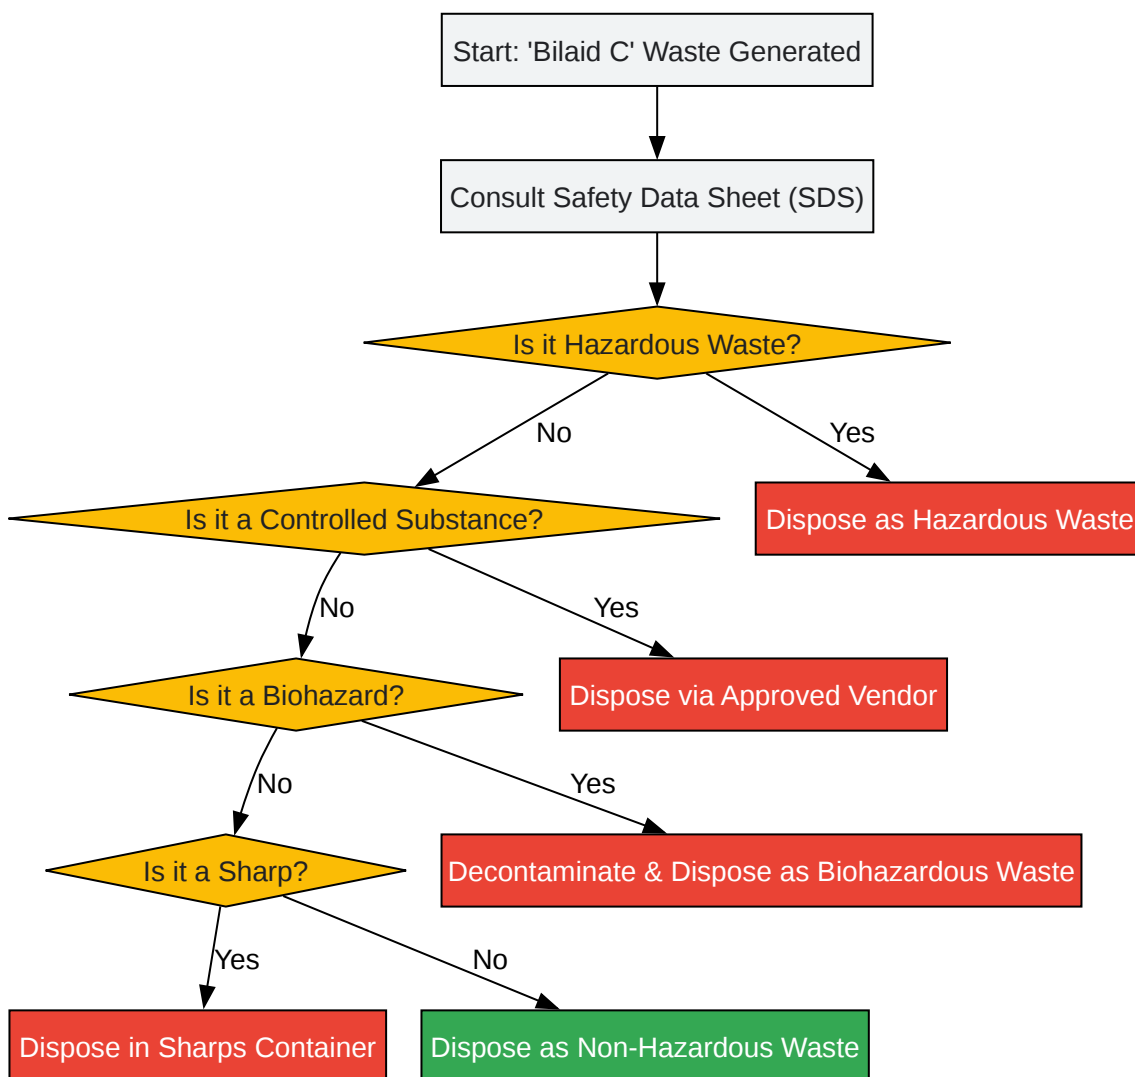 Start: 'Bilaid C' Waste Generated
Consult Safety Data Sheet (SDS)
Is it Hazardous Waste?
No
Yes
Is it a Controlled Substance?
Dispose as Hazardous Waste
No
Yes
Is it a Biohazard?
Dispose via Approved Vendor
No
Yes
Is it a Sharp?
Decontaminate & Dispose as Biohazardous Waste
Yes
No
Dispose in Sharps Container
Dispose as Non-Hazardous Waste